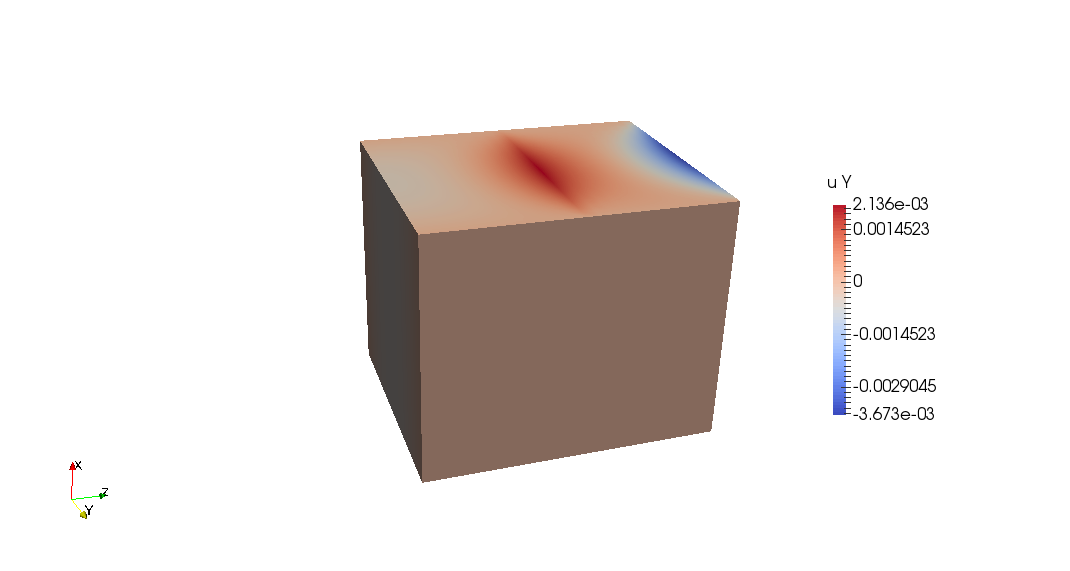 u Y
2.136e-03
0.0014523
0
-0.0014523
-0.0029045
-3.673e-03
X
Z
Y